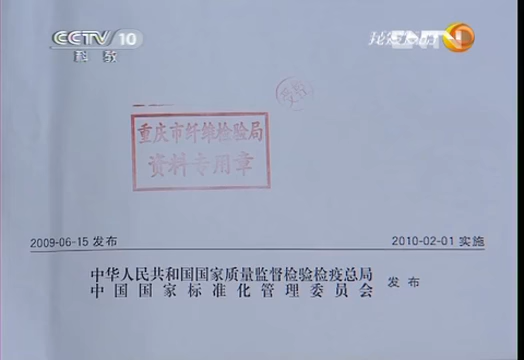 CCTV 10
科教
CNTV
重庆市纤维检验局
资料专用章
2009-06-15 发布
2010-02-01 实施
中华人民共和国国家质量监督检验检疫总局
中国国家标准化管理委员会
发布